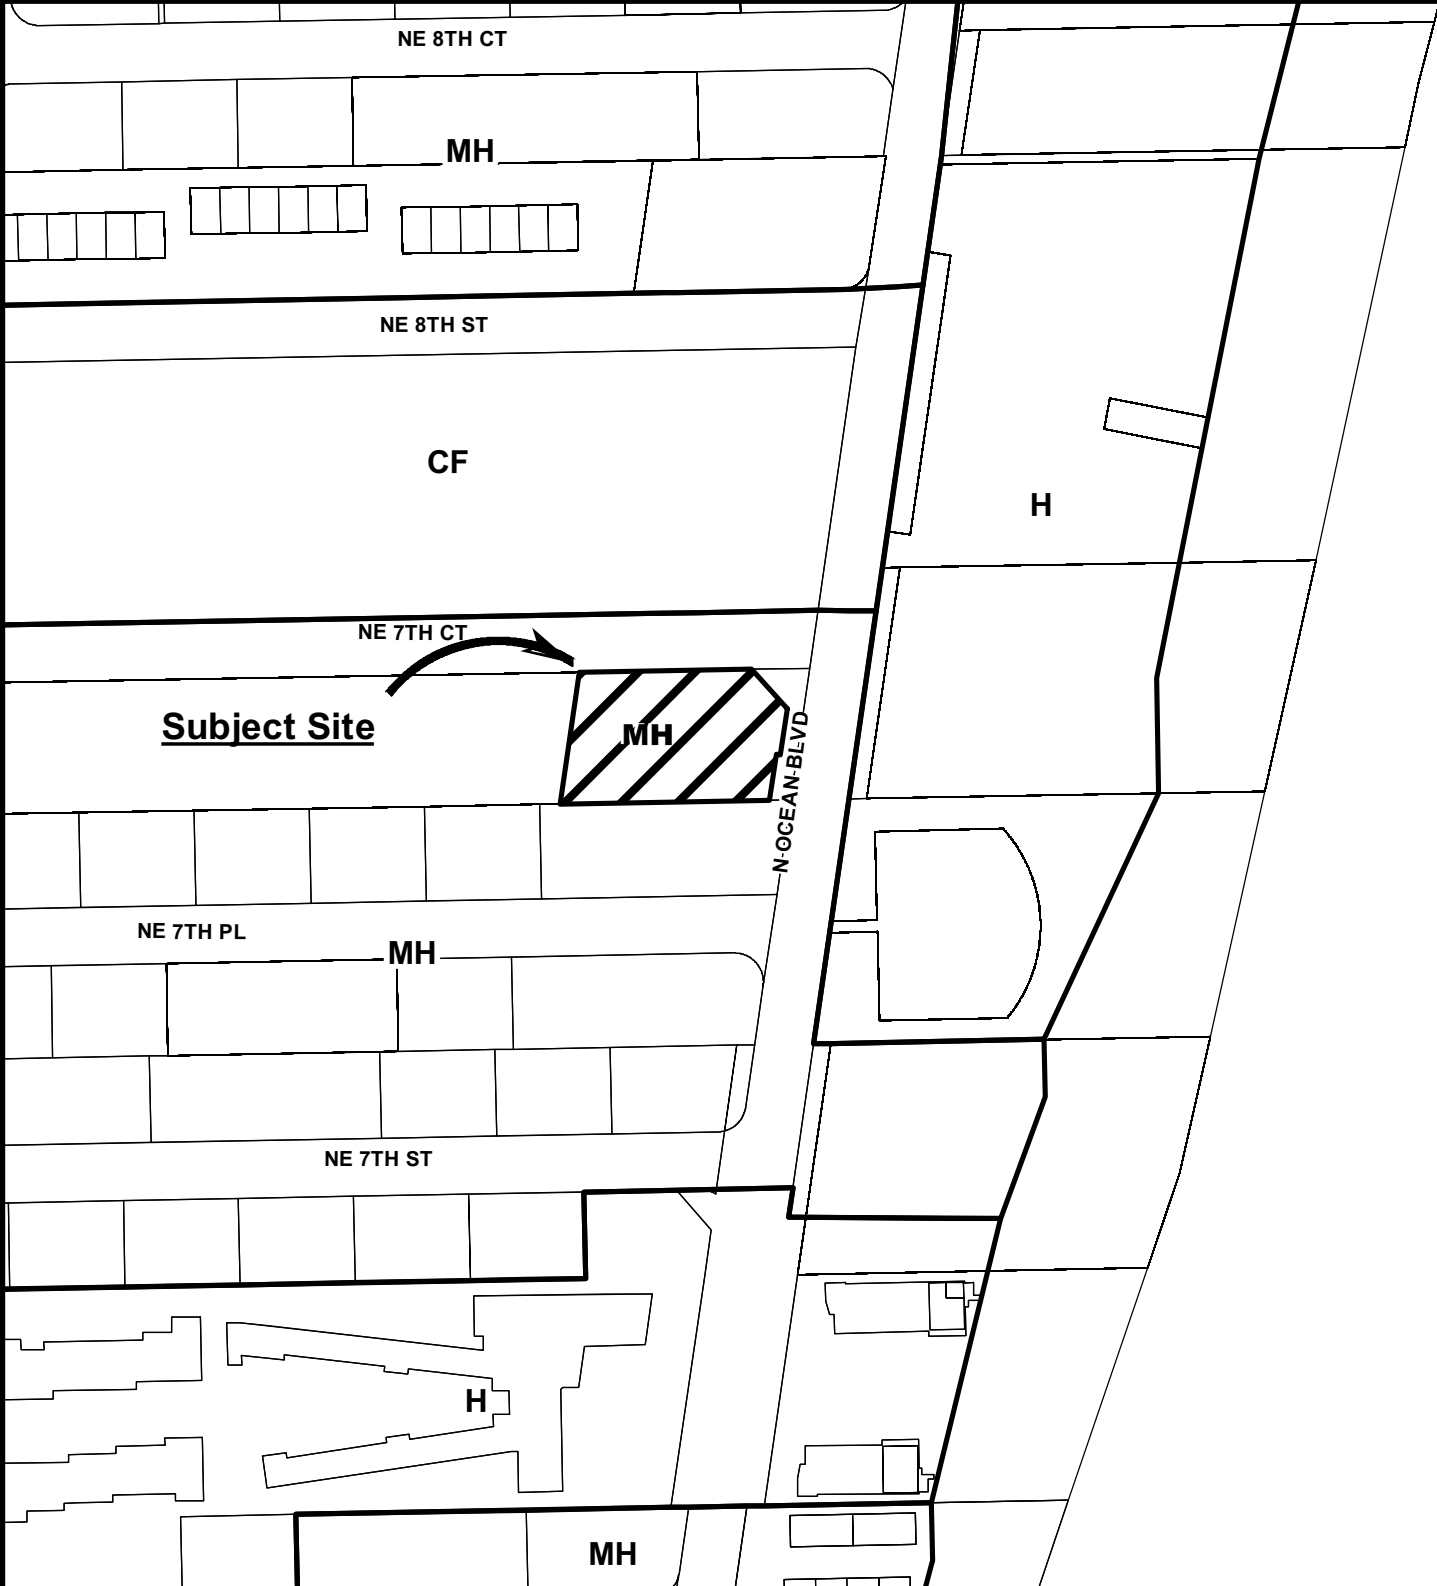 NE 8TH CT
MH
NE 8TH ST
CF
H
NE 7TH CT
Subject Site
MH
N OCEAN BLVD
NE 7TH PL
MH
NE 7TH ST
H
MH